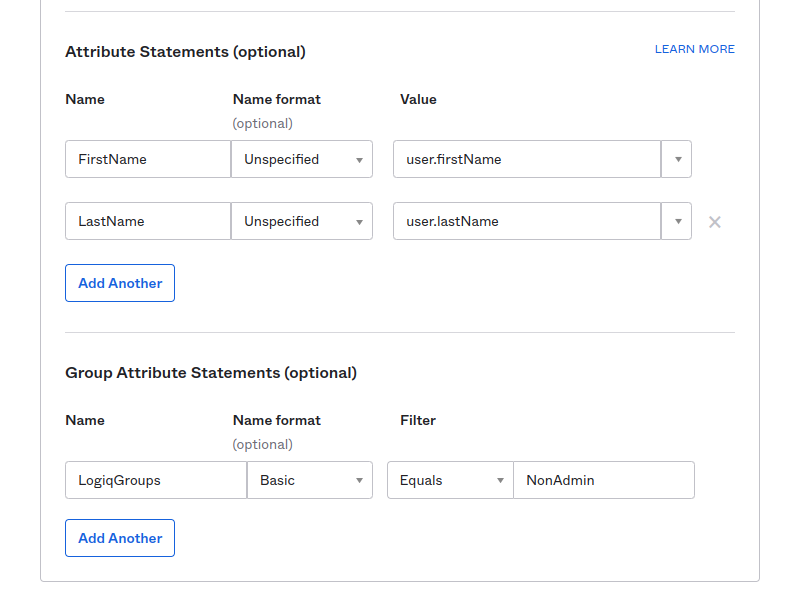 Attribute Statements (optional) LEARN MORE
Name Name format Value
(optional)
FirstName Unspecified user.firstName
LastName Unspecified user.lastName
Add Another
Group Attribute Statements (optional)
Name Name format Filter
(optional)
LogiqGroups Basic Equals NonAdmin
Add Another